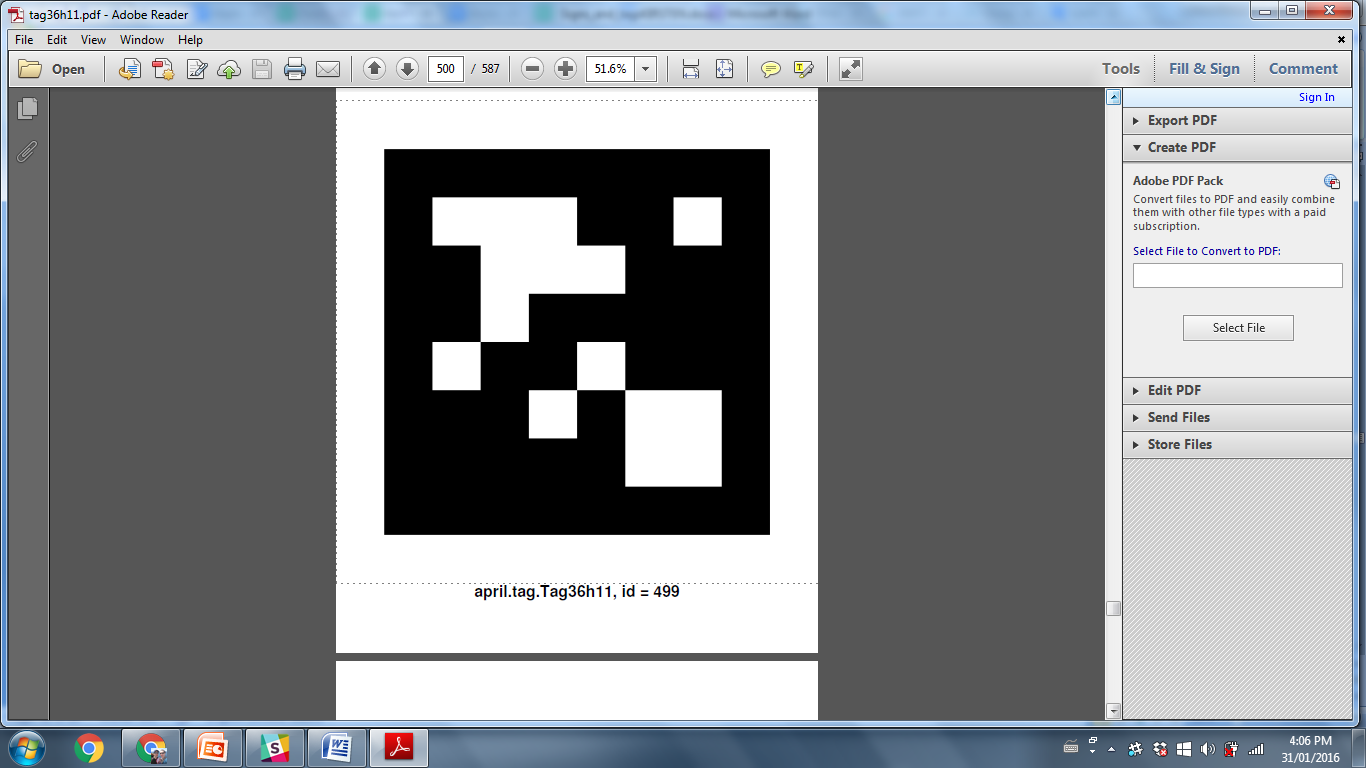 tag36h11.pdf - Adobe Reader
File Edit View Window Help
Open 500 / 587 51.6% Tools Fill & Sign Comment
Sign In
Export PDF
Create PDF
Adobe PDF Pack
Convert files to PDF and easily combine
them with other file types with a paid
subscription.
Select File to Convert to PDF:
Select File
Edit PDF
Send Files
Store Files
april.tag.Tag36h11, id = 499
4:06 PM
31/01/2016